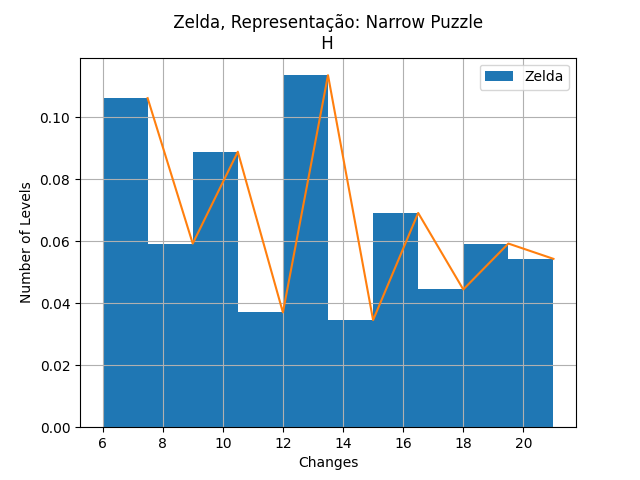 Zelda, Representação: Narrow Puzzle
H
Zelda
Number of Levels
0.10
0.08
0.06
0.04
0.02
0.00
6 8 10 12 14 16 18 20
Changes